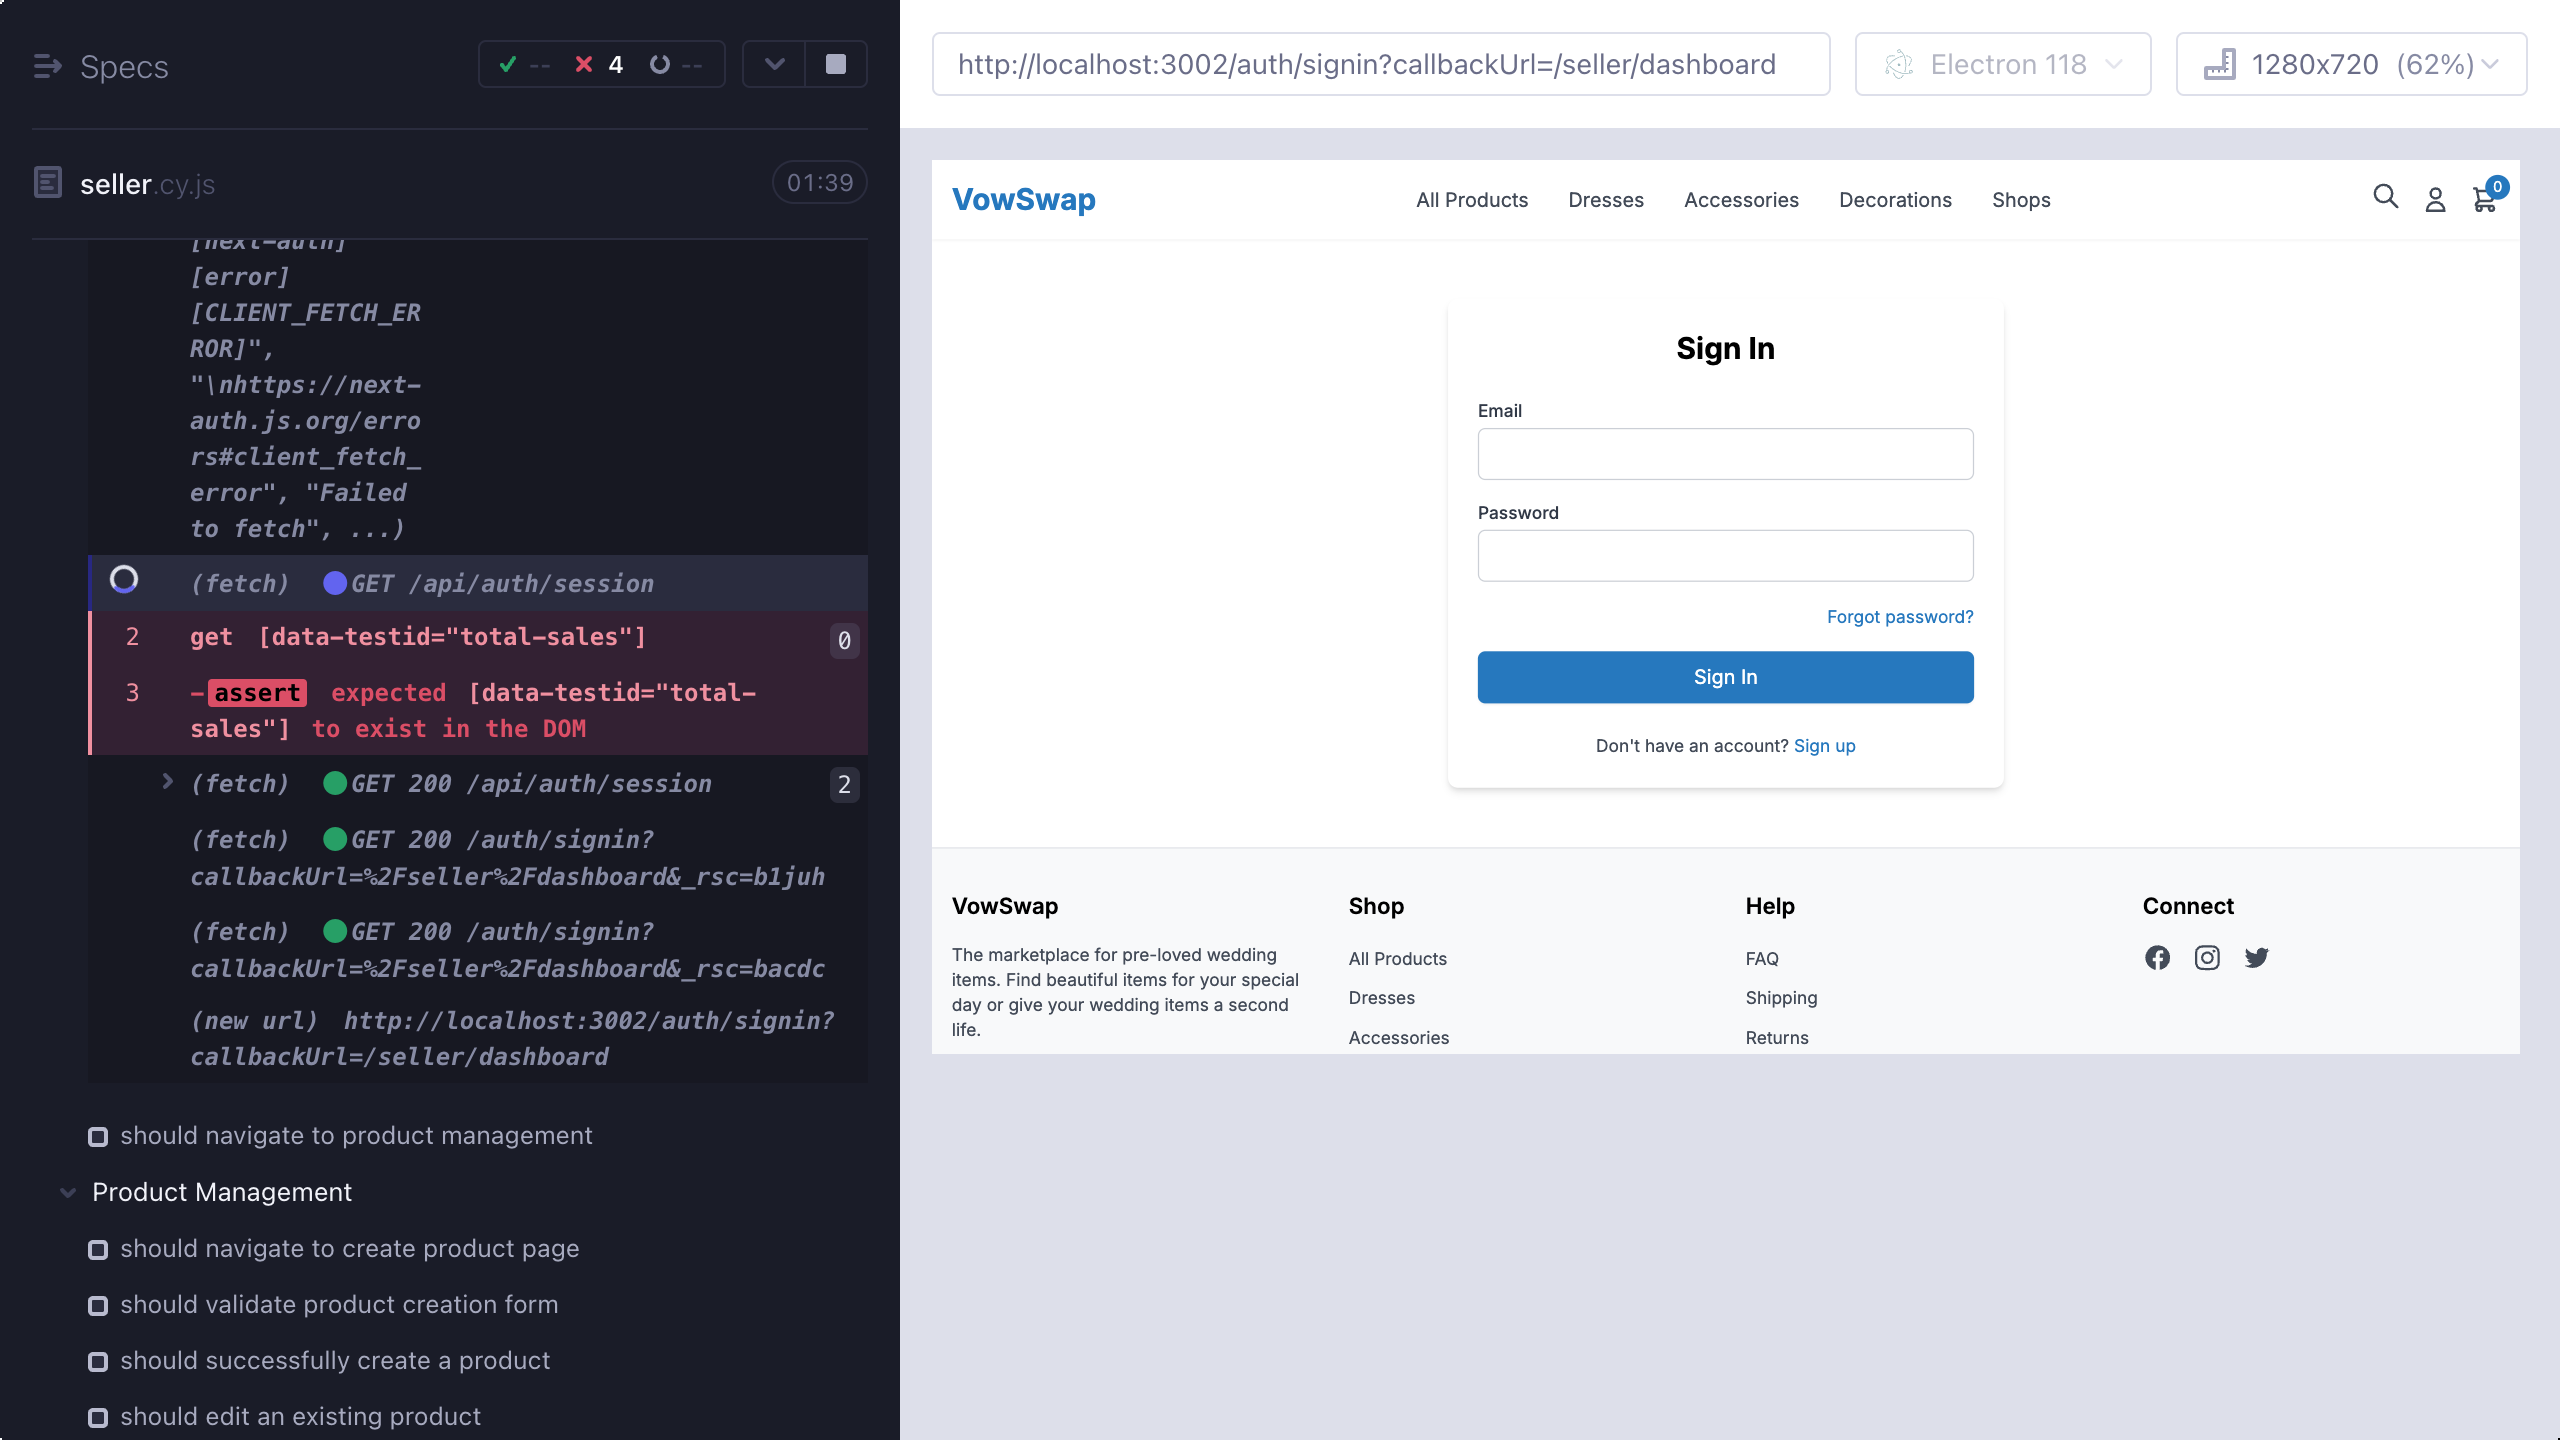 Specs
-- 4 --
seller.cy.js
01:39
[next-auth]
[error]
[CLIENT_FETCH_ER
ROR]",
"\nhttps://next-
auth.js.org/erro
rs#client_fetch_
error", "Failed
to fetch", ...)
(fetch) GET /api/auth/session
2 get [data-testid="total-sales"] 0
3 -assert expected [data-testid="total-
sales"] to exist in the DOM
(fetch) GET 200 /api/auth/session 2
(fetch) GET 200 /auth/signin?
callbackUrl=%2Fseller%2Fdashboard&_rsc=b1juh
(fetch) GET 200 /auth/signin?
callbackUrl=%2Fseller%2Fdashboard&_rsc=bacdc
(new url) http://localhost:3002/auth/signin?
callbackUrl=/seller/dashboard
should navigate to product management
Product Management
should navigate to create product page
should validate product creation form
should successfully create a product
should edit an existing product
http://localhost:3002/auth/signin?callbackUrl=/seller/dashboard
Electron 118
1280x720 (62%)
VowSwap
All Products Dresses Accessories Decorations Shops
0
Sign In
Email
Password
Forgot password?
Sign In
Don't have an account? Sign up
VowSwap
The marketplace for pre-loved wedding
items. Find beautiful items for your special
day or give your wedding items a second
life.
Shop
All Products
Dresses
Accessories
Help
FAQ
Shipping
Returns
Connect